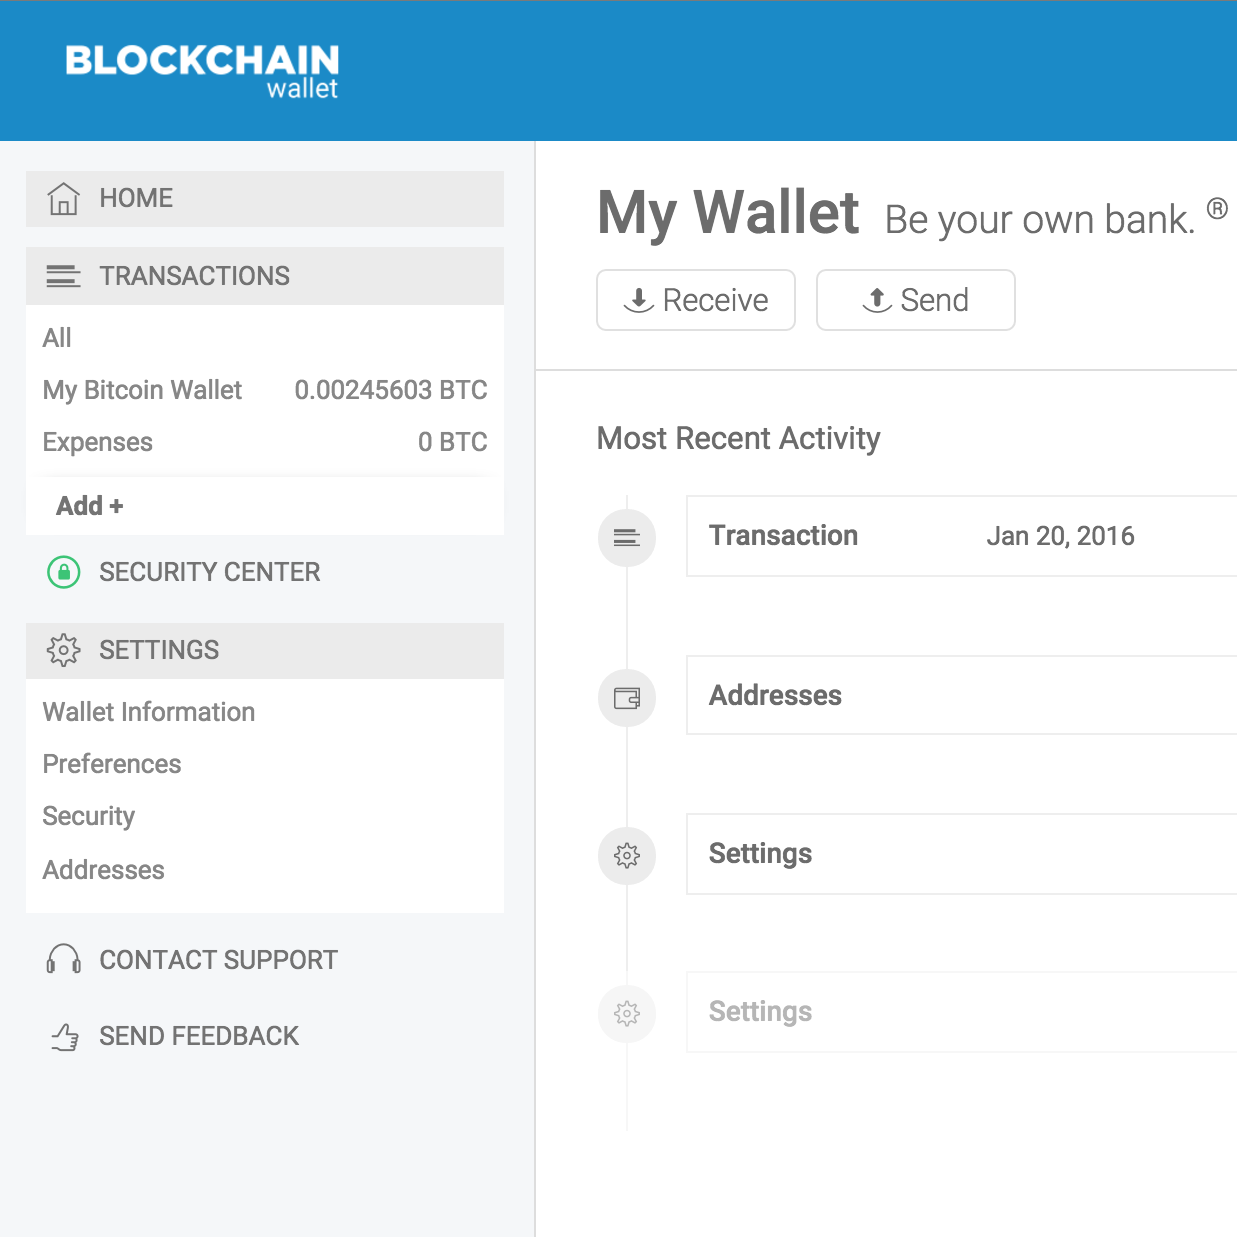 BLOCKCHAIN
wallet
HOME
TRANSACTIONS
All
My Bitcoin Wallet 0.00245603 BTC
Expenses 0 BTC
Add +
SECURITY CENTER
SETTINGS
Wallet Information
Preferences
Security
Addresses
CONTACT SUPPORT
SEND FEEDBACK
My Wallet Be your own bank. ®
Receive Send
Most Recent Activity
Transaction Jan 20, 2016
Addresses
Settings
Settings